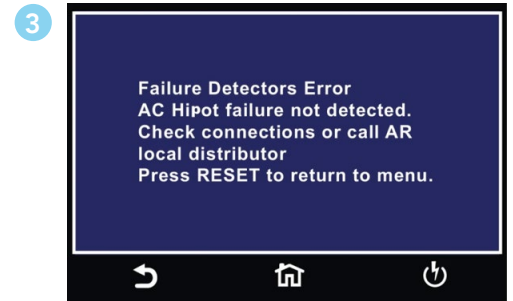 3
Failure Detectors Error
AC Hipot failure not detected.
Check connections or call AR
local distributor
Press RESET to return to menu.